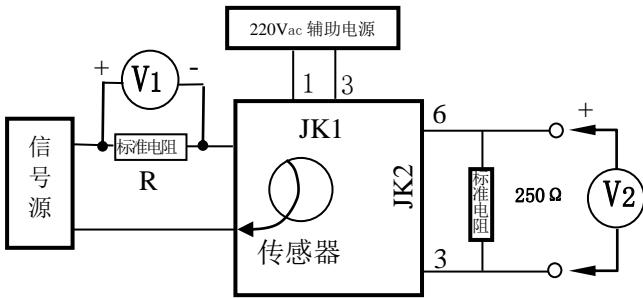 220Vac 辅助电源
1
3
+
V1
-
标准电阻
R
信号源
JK1
传感器
JK2
6
3
标准电阻
250 Ω
+
V2